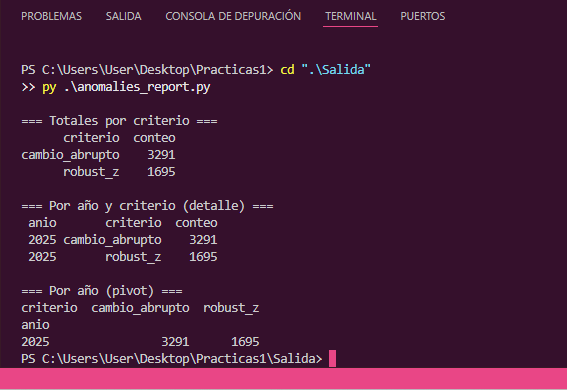 PROBLEMAS SALIDA CONSOLA DE DEPURACIÓN TERMINAL PUERTOS
PS C:\Users\User\Desktop\Practicas1> cd ".\Salida"
>> py .\anomalies_report.py
=== Totales por criterio ===
criterio conteo
cambio_abrupto 3291
robust_z 1695
=== Por año y criterio (detalle) ===
anio criterio conteo
2025 cambio_abrupto 3291
2025 robust_z 1695
=== Por año (pivot) ===
criterio cambio_abrupto robust_z
anio
2025 3291 1695
PS C:\Users\User\Desktop\Practicas1\Salida>